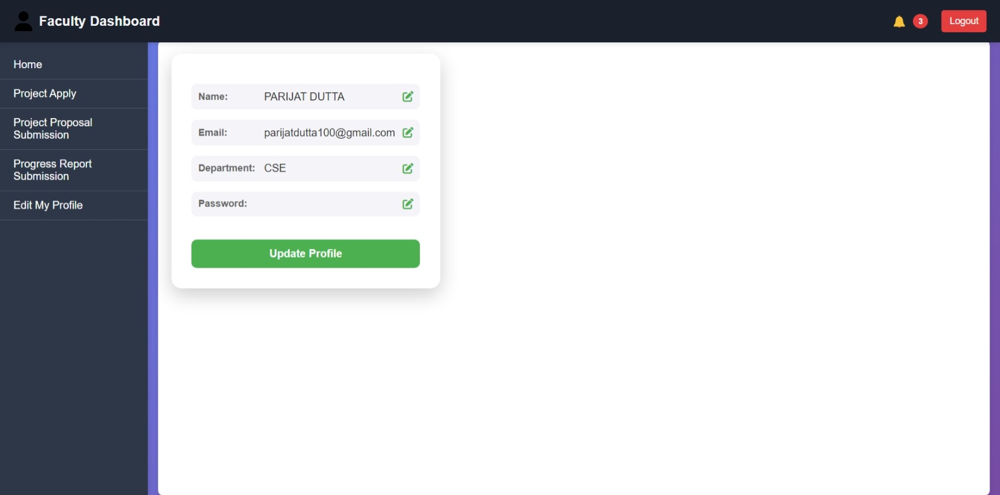 Faculty Dashboard
3
Logout
Home
Project Apply
Project Proposal
Submission
Progress Report
Submission
Edit My Profile
Name: PARIJAT DUTTA
Email: parijatdutta100@gmail.com
Department: CSE
Password:
Update Profile